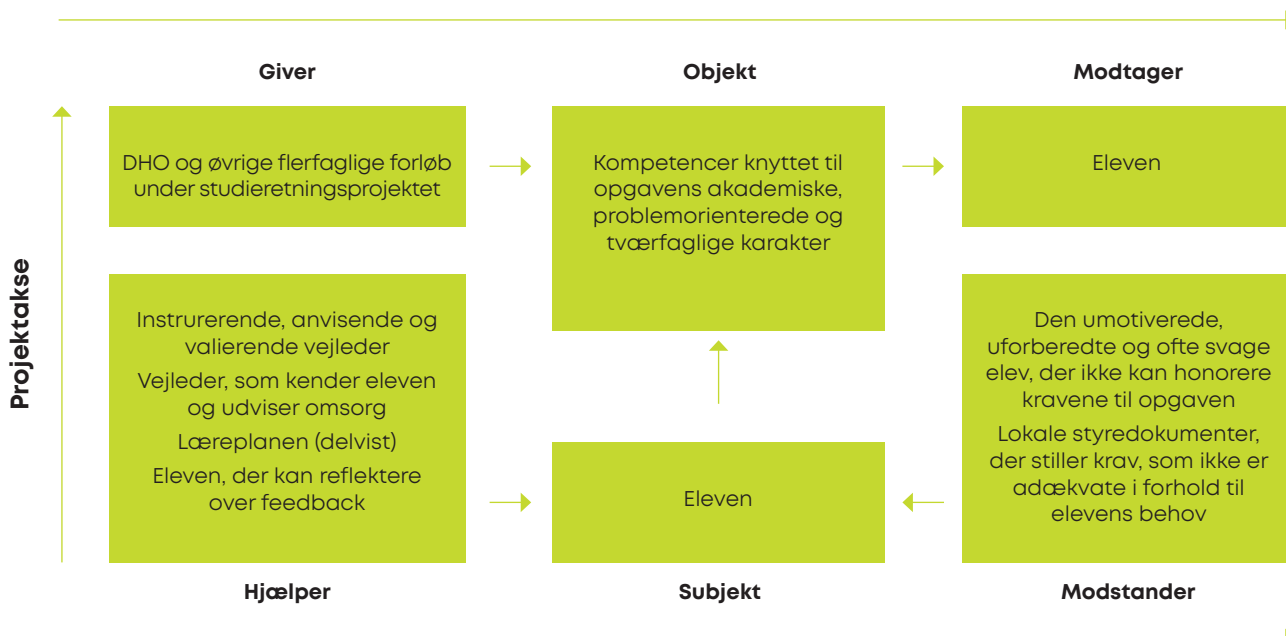 Giver
Objekt
Modtager
DHO og øvrige flerfaglige forløb
under studieretningsprojektet
Kompetencer knyttet til
opgavens akademiske,
problemorienterede og
tværfaglige karakter
Eleven
Projektakse
Instrurerende, anvisende og
valierende vejleder
Vejleder, som kender eleven
og udviser omsorg
Læreplanen (delvist)
Eleven, der kan reflektere
over feedback
Eleven
Den umotiverede,
uforberedte og ofte svage
elev, der ikke kan honorere
kravene til opgaven
Lokale styredokumenter,
der stiller krav, som ikke er
adækvate i forhold til
elevens behov
Hjælper
Subjekt
Modstander